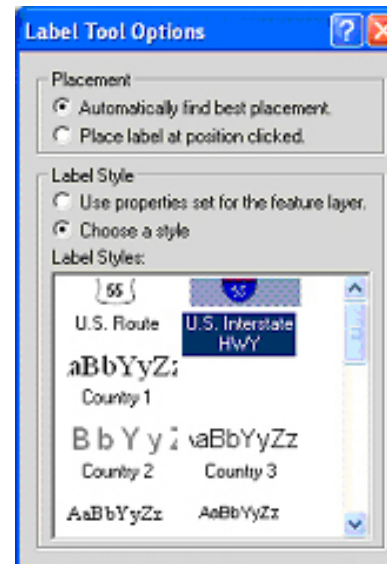 Label Tool Options
Placement
Automatically find best placement.
Place label at position clicked.
Label Style
Use properties set for the feature layer.
Choose a style
Label Styles:
55 55
U.S. Route U.S. Interstate
HWY
aBbYyZz
Country 1
BbYyZ aBbYyZz
Country 2 Country 3
AaBbYyZz AaBbYyZz